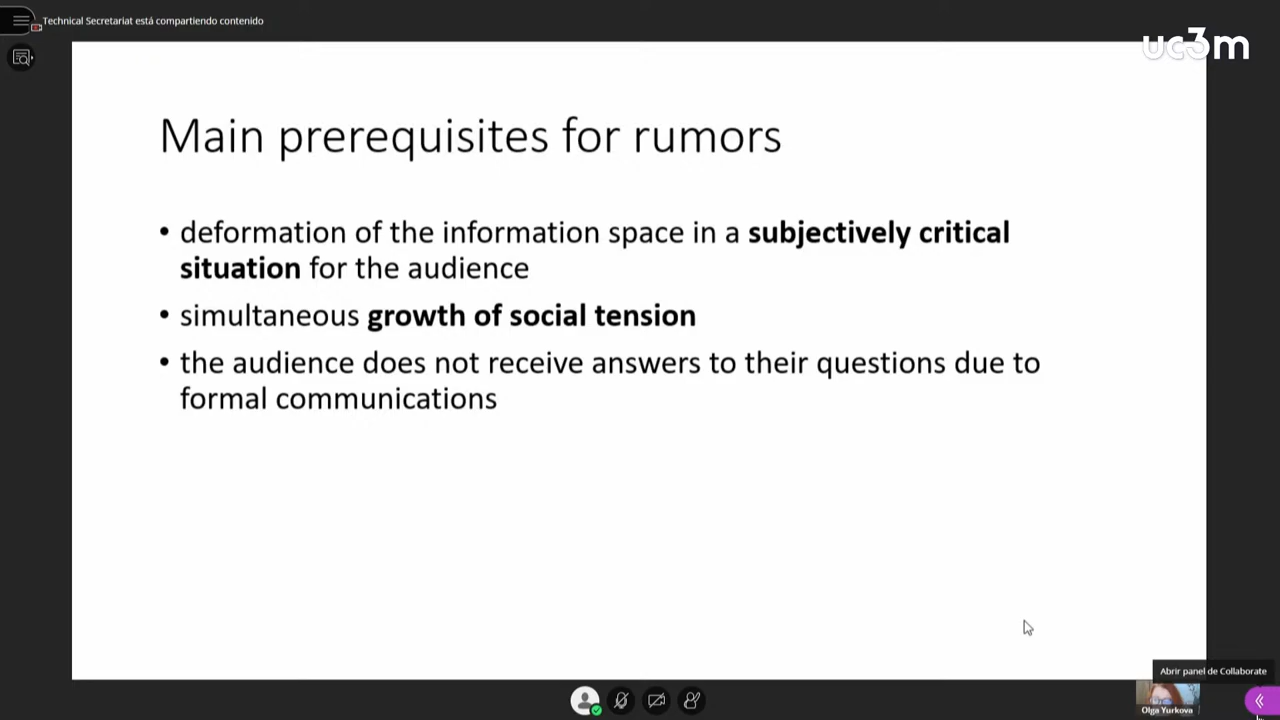 Technical Secretariat está compartiendo contenido
uc3m
Main prerequisites for rumors
• deformation of the information space in a subjectively critical
situation for the audience
• simultaneous growth of social tension
• the audience does not receive answers to their questions due to
formal communications
Abrir panel de Collaborate
Olga Yurkova